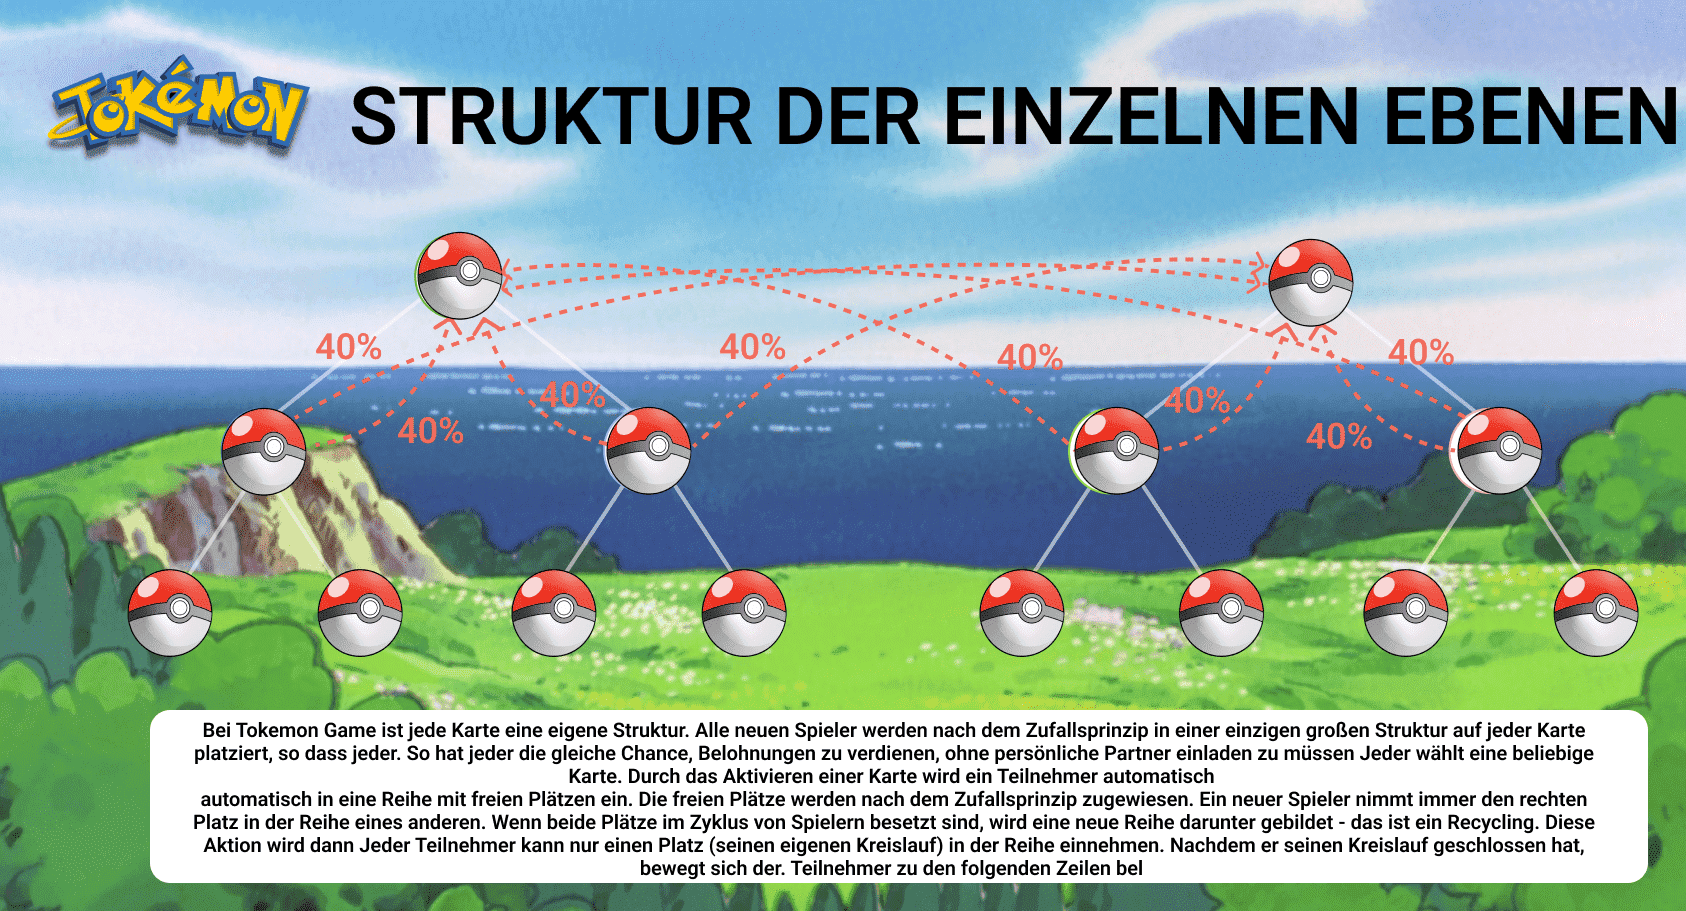 Tokémon
STRUKTUR DER EINZELNEN EBENEN
40%
40%
40%
40%
40%
40%
40%
40%
Bei Tokemon Game ist jede Karte eine eigene Struktur. Alle neuen Spieler werden nach dem Zufallsprinzip in einer einzigen großen Struktur auf jeder Karte
platziert, so dass jeder. So hat jeder die gleiche Chance, Belohnungen zu verdienen, ohne persönliche Partner einladen zu müssen Jeder wählt eine beliebige
Karte. Durch das Aktivieren einer Karte wird ein Teilnehmer automatisch
automatisch in eine Reihe mit freien Plätzen ein. Die freien Plätze werden nach dem Zufallsprinzip zugewiesen. Ein neuer Spieler nimmt immer den rechten
Platz in der Reihe eines anderen. Wenn beide Plätze im Zyklus von Spielern besetzt sind, wird eine neue Reihe darunter gebildet - das ist ein Recycling. Diese
Aktion wird dann Jeder Teilnehmer kann nur einen Platz (seinen eigenen Kreislauf) in der Reihe einnehmen. Nachdem er seinen Kreislauf geschlossen hat,
bewegt sich der. Teilnehmer zu den folgenden Zeilen bel